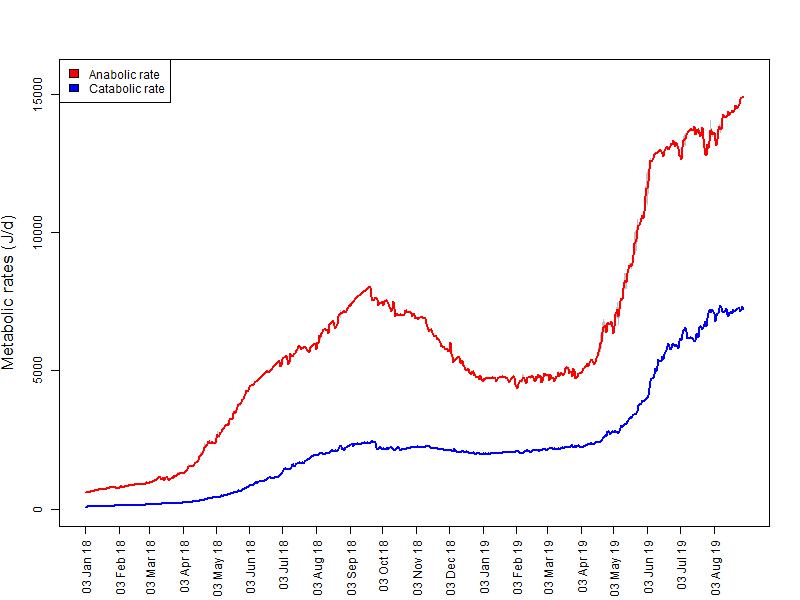 Anabolic rate
Catabolic rate
Metabolic rates (J/d)
15000
10000
5000
0
03 Jan 18
03 Feb 18
03 Mar 18
03 Apr 18
03 May 18
03 Jun 18
03 Jul 18
03 Aug 18
03 Sep 18
03 Oct 18
03 Nov 18
03 Dec 18
03 Jan 19
03 Feb 19
03 Mar 19
03 Apr 19
03 May 19
03 Jun 19
03 Jul 19
03 Aug 19